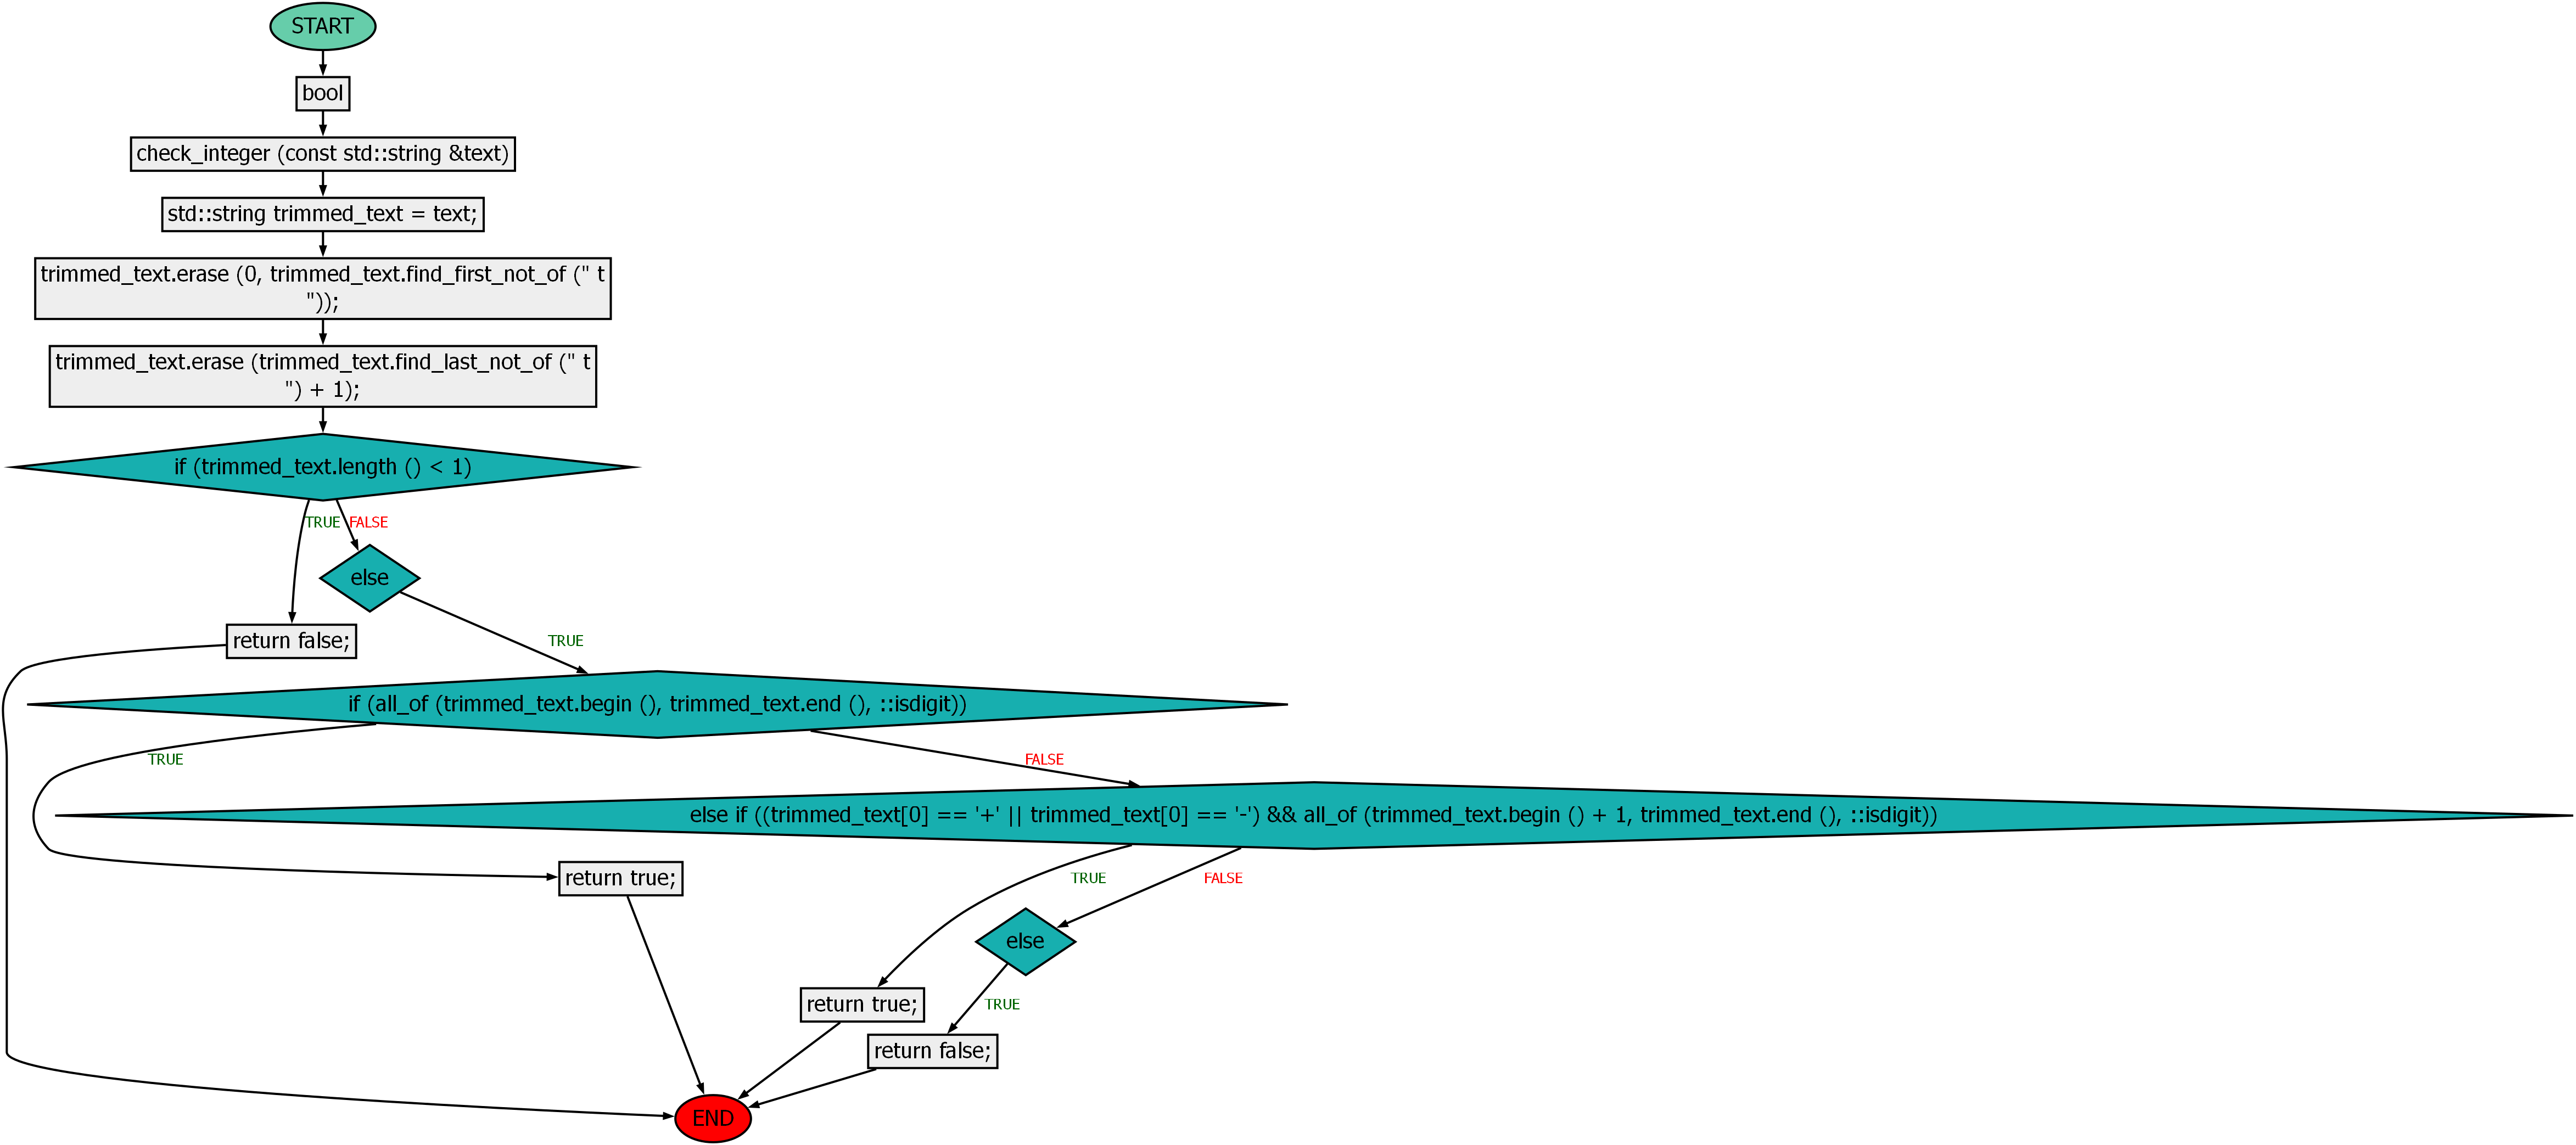 START
bool
check_integer (const std::string &text)
std::string trimmed_text = text;
trimmed_text.erase (0, trimmed_text.find_first_not_of (" t
"));
trimmed_text.erase (trimmed_text.find_last_not_of (" t
") + 1);
if (trimmed_text.length () < 1)
TRUE
FALSE
else
return false;
TRUE
if (all_of (trimmed_text.begin (), trimmed_text.end (), ::isdigit))
TRUE
FALSE
else if ((trimmed_text[0] == '+' || trimmed_text[0] == '-') && all_of (trimmed_text.begin () + 1, trimmed_text.end (), ::isdigit))
return true;
TRUE
FALSE
else
return true;
TRUE
return false;
END